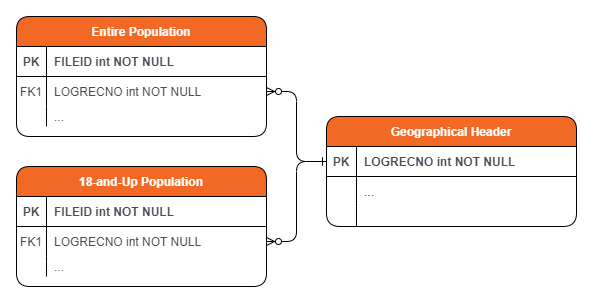 Entire Population
PK FILEID int NOT NULL
FK1 LOGRECNO int NOT NULL
...
18-and-Up Population
PK FILEID int NOT NULL
FK1 LOGRECNO int NOT NULL
...
Geographical Header
PK LOGRECNO int NOT NULL
...